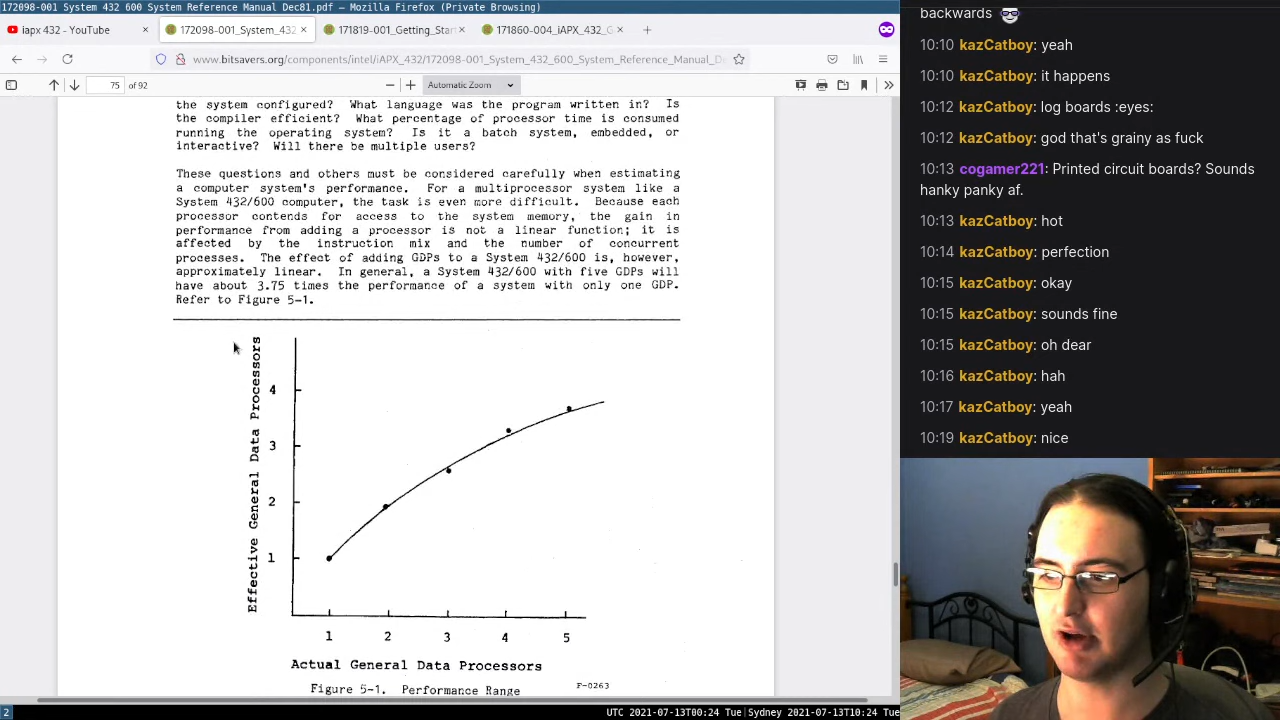 172098-001 System 432 600 System Reference Manual Dec81.pdf — Mozilla Firefox (Private Browsing)
iapx 432 - YouTube
172098-001_System_432_
171819-001_Getting_Star
171860-004_iAPX_432_G
www.bitsavers.org/components/intel/iAPX_432/172098-001_System_432_600_System_Reference_Manual_De
75 of 92
Automatic Zoom
the system configured? What language was the program written in? Is
the compiler efficient? What percentage of processor time is consumed
running the operating system? Is it a batch system, embedded, or
interactive? Will there be multiple users?
These questions and others must be considered carefully when estimating
a computer system's performance. For a multiprocessor system like a
System 432/600 computer, the task is even more difficult. Because each
processor contends for access to the system memory, the gain in
performance from adding a processor is not a linear function; it is
affected by the instruction mix and the number of concurrent
processes. The effect of adding GDPs to a System 432/600 is, however,
approximately linear. In general, a System 432/600 with five GDPs will
have about 3.75 times the performance of a system with only one GDP.
Refer to Figure 5-1.
Effective General Data Processors
4
3
2
1
1 2 3 4 5
Actual General Data Processors
F-0263
Figure 5-1. Performance Range
2
UTC 2021-07-13T00:24 Tue
Sydney 2021-07-13T10:24 Tue
backwards
10:10 kazCatboy: yeah
10:10 kazCatboy: it happens
10:12 kazCatboy: log boards :eyes:
10:12 kazCatboy: god that's grainy as fuck
10:13 cogamer221: Printed circuit boards? Sounds
hanky panky af.
10:13 kazCatboy: hot
10:14 kazCatboy: perfection
10:15 kazCatboy: okay
10:15 kazCatboy: sounds fine
10:15 kazCatboy: oh dear
10:16 kazCatboy: hah
10:17 kazCatboy: yeah
10:19 kazCatboy: nice